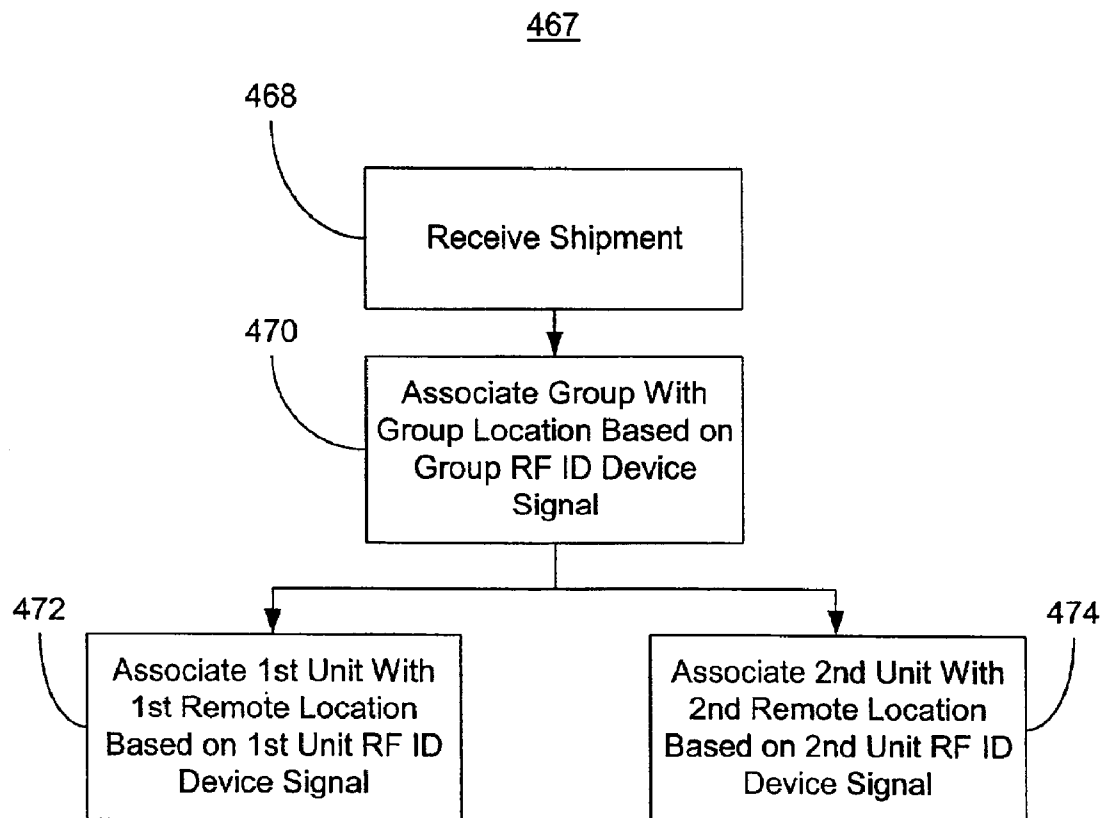 467
468
Receive Shipment
470
Associate Group With
Group Location Based on
Group RF ID Device
Signal
472
Associate 1st Unit With
1st Remote Location
Based on 1st Unit RF ID
Device Signal
474
Associate 2nd Unit With
2nd Remote Location
Based on 2nd Unit RF ID
Device Signal